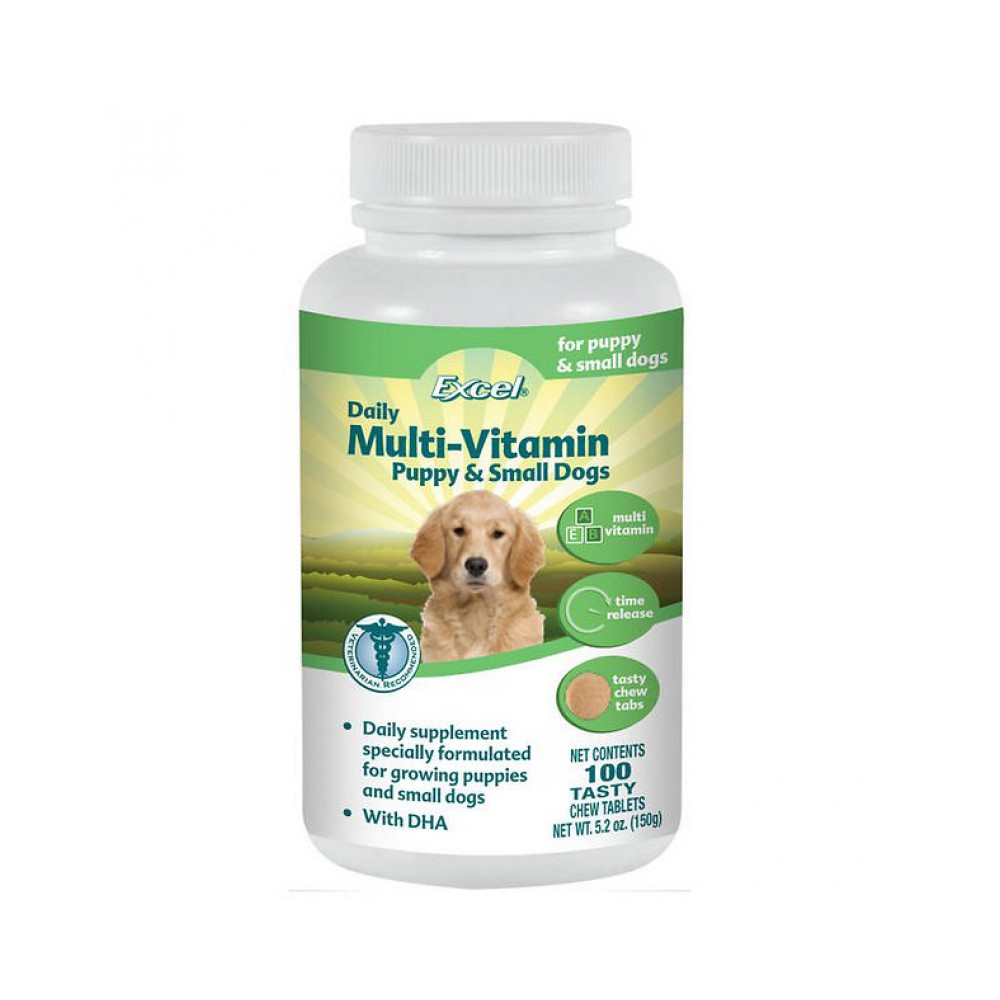 for puppy
& small dogs
Excel®
Daily
Multi-Vitamin
Puppy & Small Dogs
A
E B
multi
vitamin
time
release
VETERINARIAN RECOMMENDED
tasty
chew
tabs
• Daily supplement
specially formulated
for growing puppies
and small dogs
• With DHA
NET CONTENTS
100
TASTY
CHEW TABLETS
NET WT. 5.2 oz. (150g)